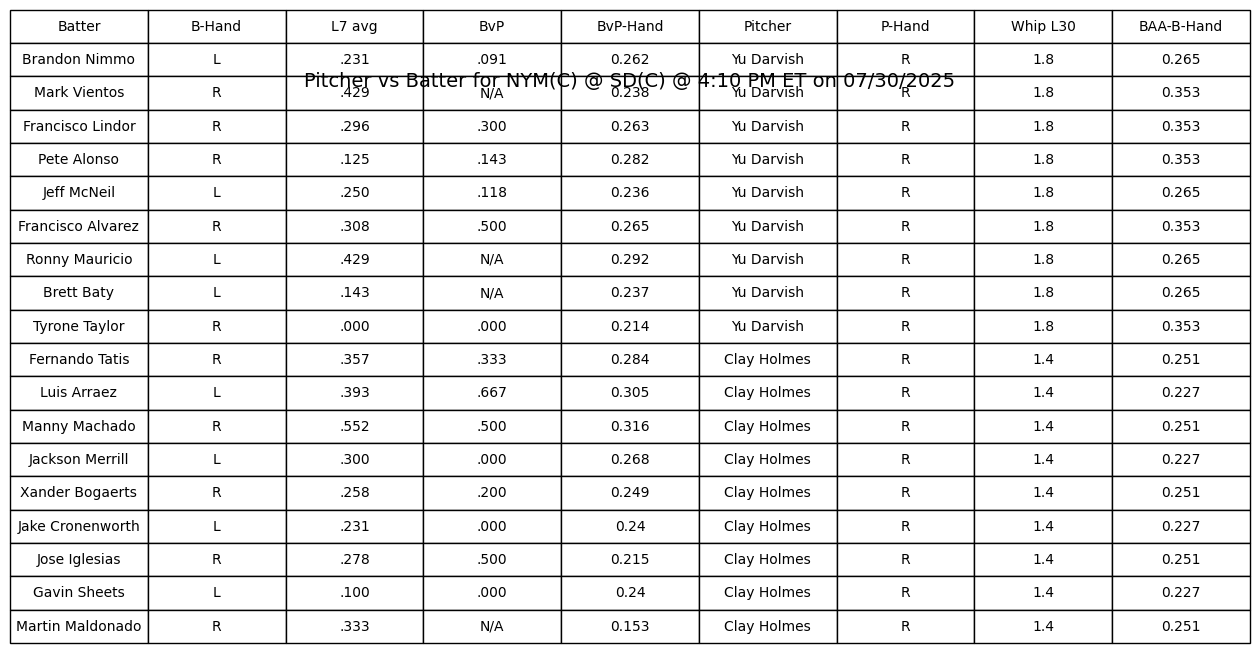 Batter B-Hand L7 avg BvP BvP-Hand Pitcher P-Hand Whip L30 BAA-B-Hand
Brandon Nimmo L .231 .091 0.262 Yu Darvish R 1.8 0.265
Pitcher vs Batter for NYM(C) @ SD(C) @ 4:10 PM ET on 07/30/2025
Mark Vientos R .429 N/A 0.238 Yu Darvish R 1.8 0.353
Francisco Lindor R .296 .300 0.263 Yu Darvish R 1.8 0.353
Pete Alonso R .125 .143 0.282 Yu Darvish R 1.8 0.353
Jeff McNeil L .250 .118 0.236 Yu Darvish R 1.8 0.265
Francisco Alvarez R .308 .500 0.265 Yu Darvish R 1.8 0.353
Ronny Mauricio L .429 N/A 0.292 Yu Darvish R 1.8 0.265
Brett Baty L .143 N/A 0.237 Yu Darvish R 1.8 0.265
Tyrone Taylor R .000 .000 0.214 Yu Darvish R 1.8 0.353
Fernando Tatis R .357 .333 0.284 Clay Holmes R 1.4 0.251
Luis Arraez L .393 .667 0.305 Clay Holmes R 1.4 0.227
Manny Machado R .552 .500 0.316 Clay Holmes R 1.4 0.251
Jackson Merrill L .300 .000 0.268 Clay Holmes R 1.4 0.227
Xander Bogaerts R .258 .200 0.249 Clay Holmes R 1.4 0.251
Jake Cronenworth L .231 .000 0.24 Clay Holmes R 1.4 0.227
Jose Iglesias R .278 .500 0.215 Clay Holmes R 1.4 0.251
Gavin Sheets L .100 .000 0.24 Clay Holmes R 1.4 0.227
Martin Maldonado R .333 N/A 0.153 Clay Holmes R 1.4 0.251